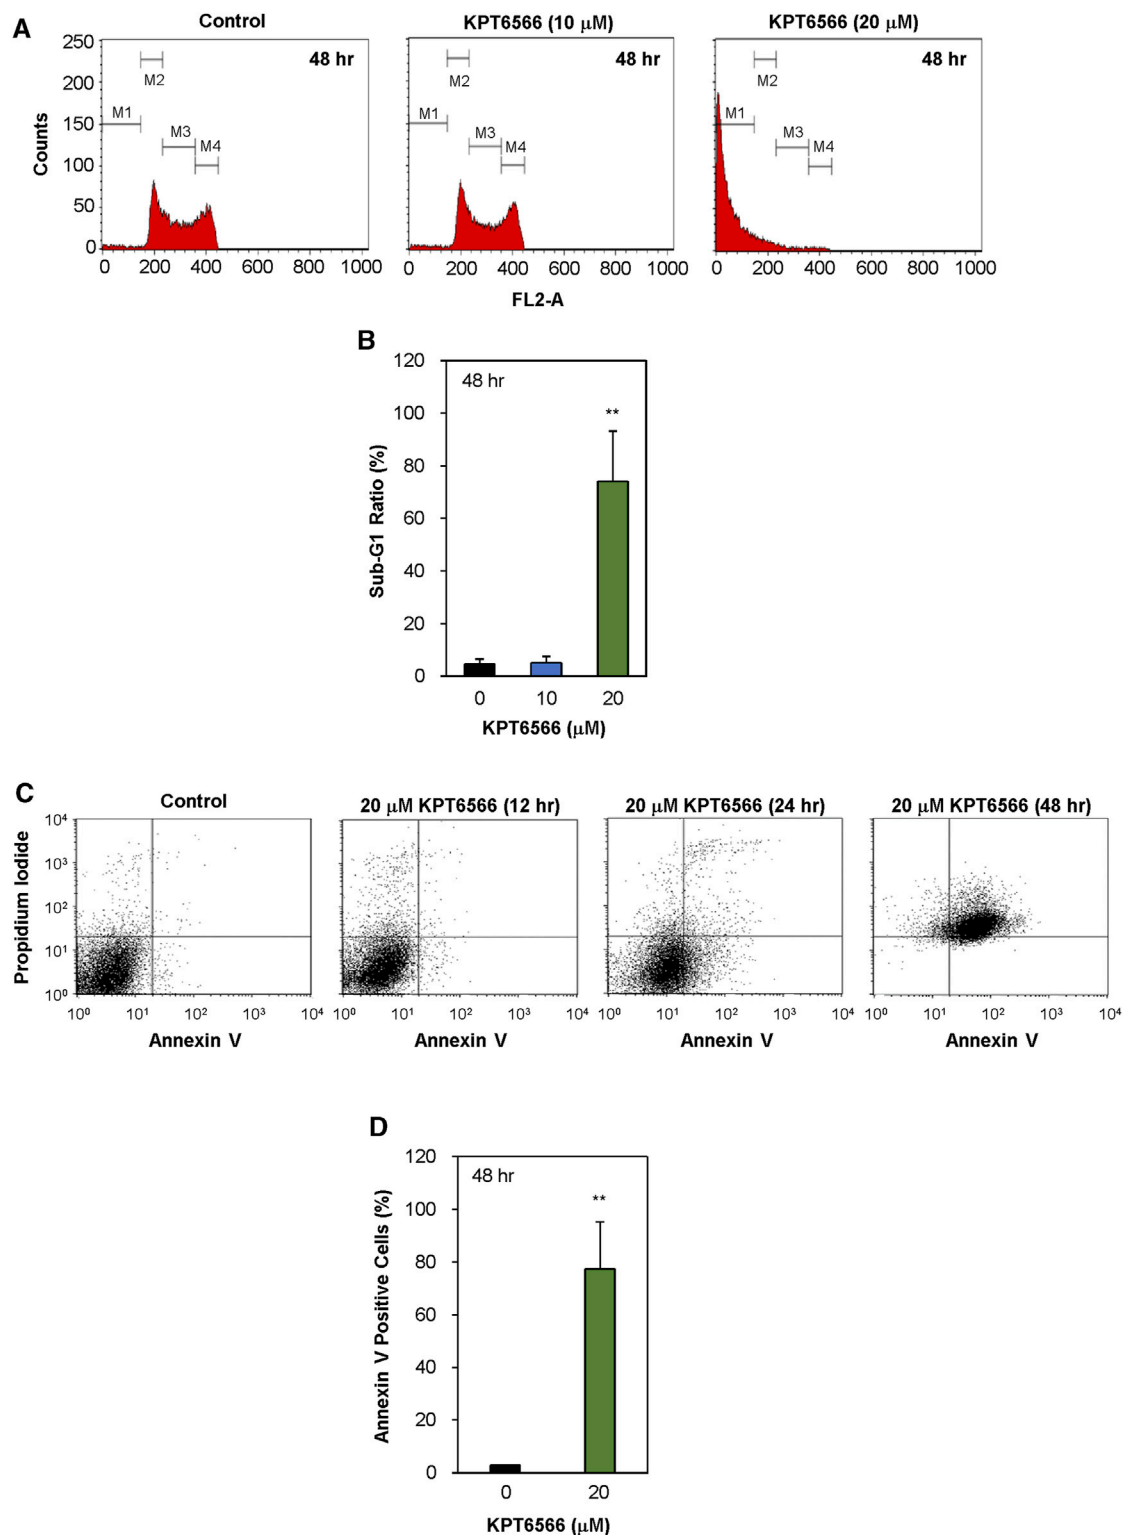 A
Control
KPT6566 (10 μM)
KPT6566 (20 μM)
250
200
150
100
50
0
Counts
48 hr
M2
M1
M3
M4
0 200 400 600 800 1000
48 hr
M2
M1
M3
M4
0 200 400 600 800 1000
48 hr
M2
M1
M3
M4
0 200 400 600 800 1000
FL2-A
B
120
100
80
60
40
20
0
Sub-G1 Ratio (%)
48 hr
**
0 10 20
KPT6566 (μM)
C
Control
20 μM KPT6566 (12 hr)
20 μM KPT6566 (24 hr)
20 μM KPT6566 (48 hr)
Propidium Iodide
10⁴
10³
10²
10¹
10⁰
10⁰ 10¹ 10² 10³ 10⁴
10⁰ 10¹ 10² 10³ 10⁴
10⁰ 10¹ 10² 10³ 10⁴
10⁰ 10¹ 10² 10³ 10⁴
Annexin V
Annexin V
Annexin V
Annexin V
D
120
100
80
60
40
20
0
Annexin V Positive Cells (%)
48 hr
**
0 20
KPT6566 (μM)